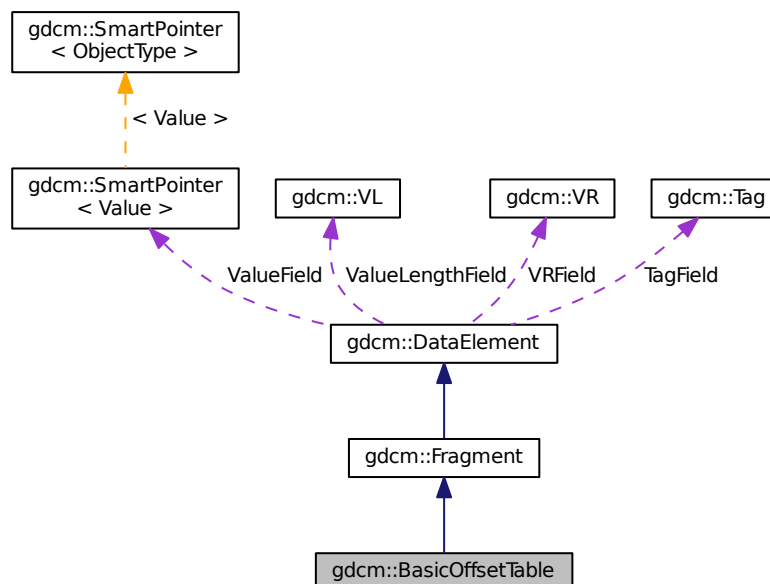 gdcm::SmartPointer
< ObjectType >
< Value >
gdcm::SmartPointer
< Value >
gdcm::VL
gdcm::VR
gdcm::Tag
ValueField
ValueLengthField
VRField
TagField
gdcm::DataElement
gdcm::Fragment
gdcm::BasicOffsetTable